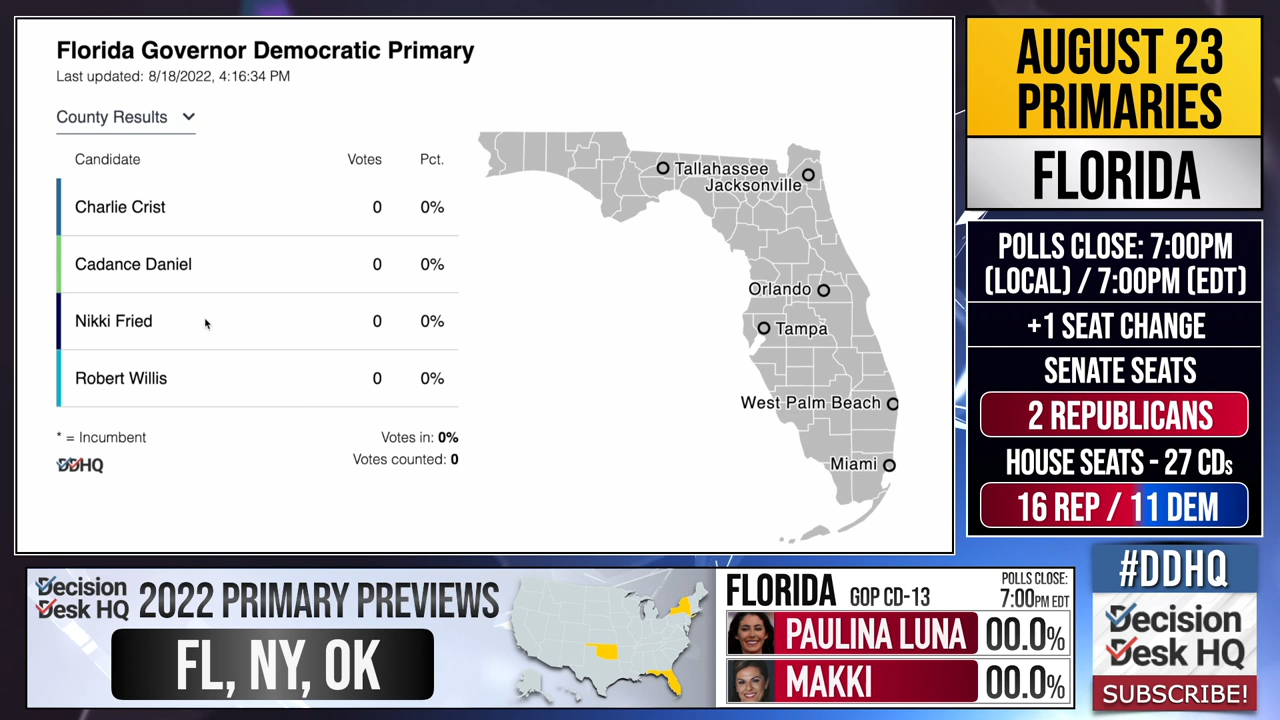 Florida Governor Democratic Primary
Last updated: 8/18/2022, 4:16:34 PM
County Results
Candidate Votes Pct.
Charlie Crist 0 0%
Cadance Daniel 0 0%
Nikki Fried 0 0%
Robert Willis 0 0%
* = Incumbent Votes in: 0%
DDHQ Votes counted: 0
Tallahassee
Jacksonville
Orlando
Tampa
West Palm Beach
Miami
AUGUST 23
PRIMARIES
FLORIDA
POLLS CLOSE: 7:00PM
(LOCAL) / 7:00PM (EDT)
+1 SEAT CHANGE
SENATE SEATS
2 REPUBLICANS
HOUSE SEATS - 27 CDs
16 REP / 11 DEM
Decision
Desk HQ
2022 PRIMARY PREVIEWS
FL, NY, OK
FLORIDA GOP CD-13
POLLS CLOSE:
7:00PM EDT
PAULINA LUNA 00.0%
MAKKI 00.0%
#DDHQ
Decision
Desk HQ
SUBSCRIBE!